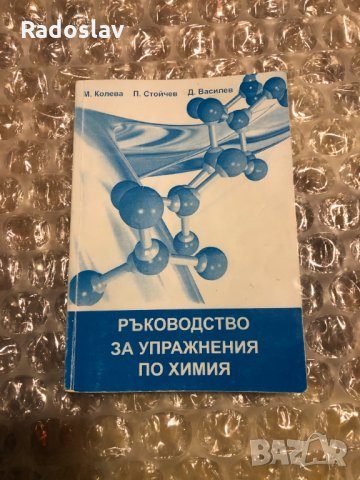 Radoslav
М. Колева П. Стойчев Д. Василев
РЪКОВОДСТВО
ЗА УПРАЖНЕНИЯ
ПО ХИМИЯ
BAZAR